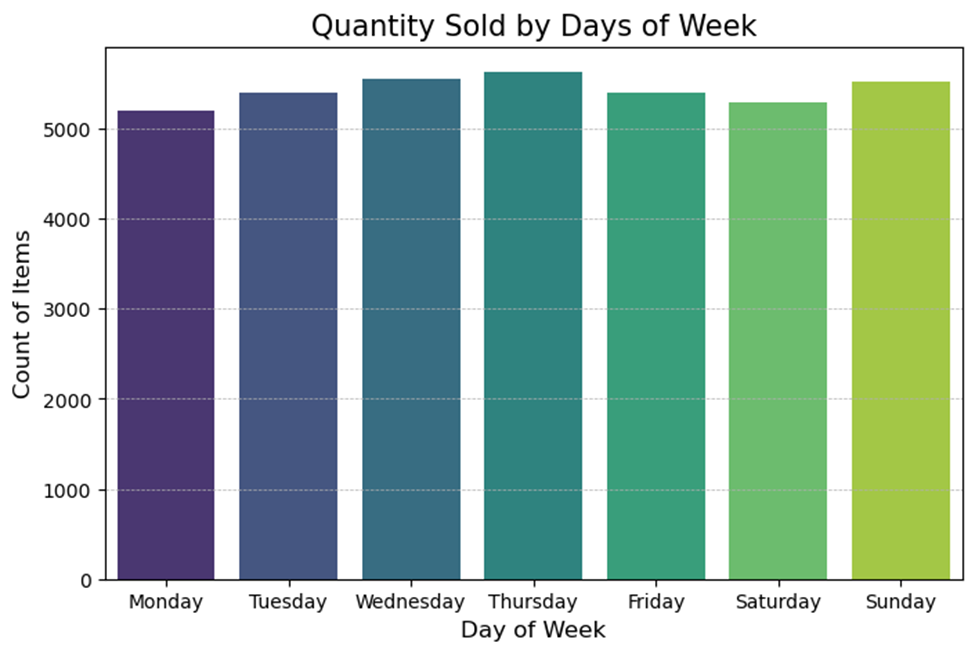 Quantity Sold by Days of Week
Count of Items
5000
4000
3000
2000
1000
0
Monday Tuesday Wednesday Thursday Friday Saturday Sunday
Day of Week